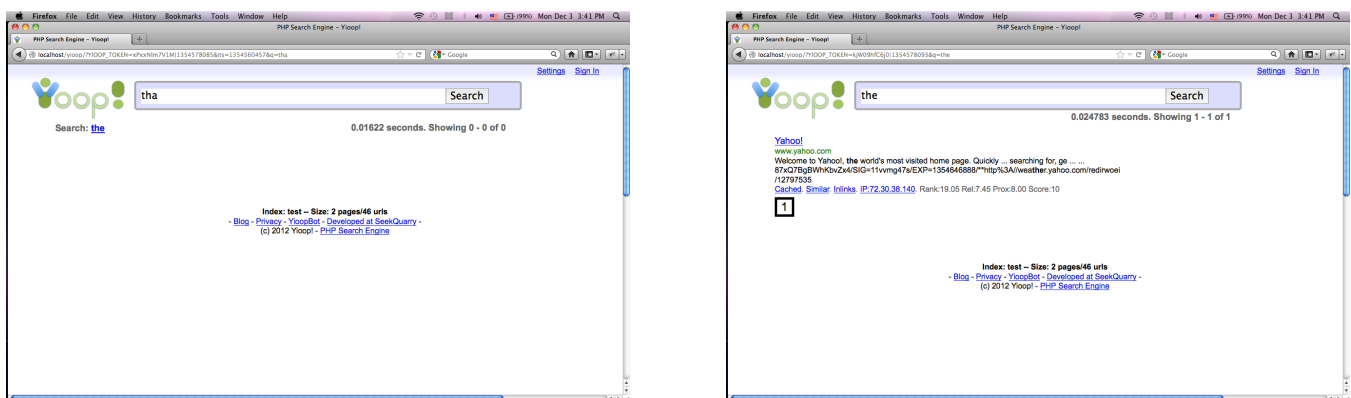 Firefox File Edit View History Bookmarks Tools Window Help (99%) Mon Dec 3 3:41 PM
PHP Search Engine – Yioop!
PHP Search Engine – Yioop!
Google
Settings Sign In
Yioop! tha Search
Search: the 0.01622 seconds. Showing 0 - 0 of 0
Index: test -- Size: 2 pages/46 urls
- Blog - Privacy - YioopBot - Developed at SeekQuarry -
(c) 2012 Yioop! - PHP Search Engine
Firefox File Edit View History Bookmarks Tools Window Help (99%) Mon Dec 3 3:41 PM
PHP Search Engine – Yioop!
PHP Search Engine – Yioop!
Google
Settings Sign In
Yioop! the Search
0.024783 seconds. Showing 1 - 1 of 1
Yahoo!
www.yahoo.com
Welcome to Yahoo!, the world's most visited home page. Quickly ... searching for, ge ... ...
87xQ7BgBWhKbvZx4/SIG=11vvmg47s/EXP=1354646888/**http%3A//weather.yahoo.com/redirwoei
/12797535
Cached. Similar. Inlinks. IP:72.30.38.140. Rank:19.05 Rel:7.45 Prox:8.00 Score:10
1
Index: test -- Size: 2 pages/46 urls
- Blog - Privacy - YioopBot - Developed at SeekQuarry -
(c) 2012 Yioop! - PHP Search Engine